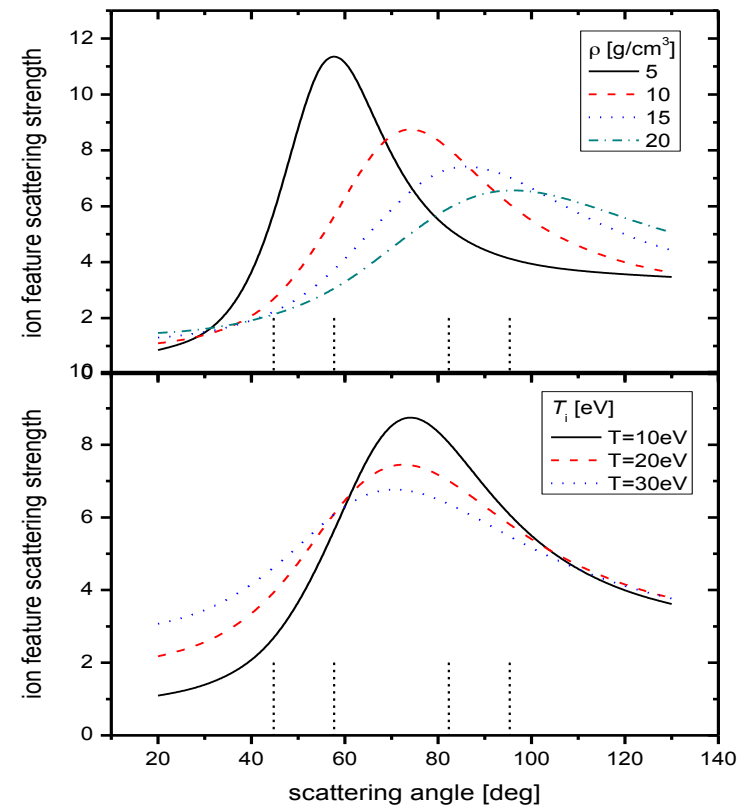 ion feature scattering strength
12
10
8
6
4
2
0
ρ [g/cm³]
5
10
15
20
ion feature scattering strength
10
8
6
4
2
0
T_i [eV]
T=10eV
T=20eV
T=30eV
20 40 60 80 100 120 140
scattering angle [deg]